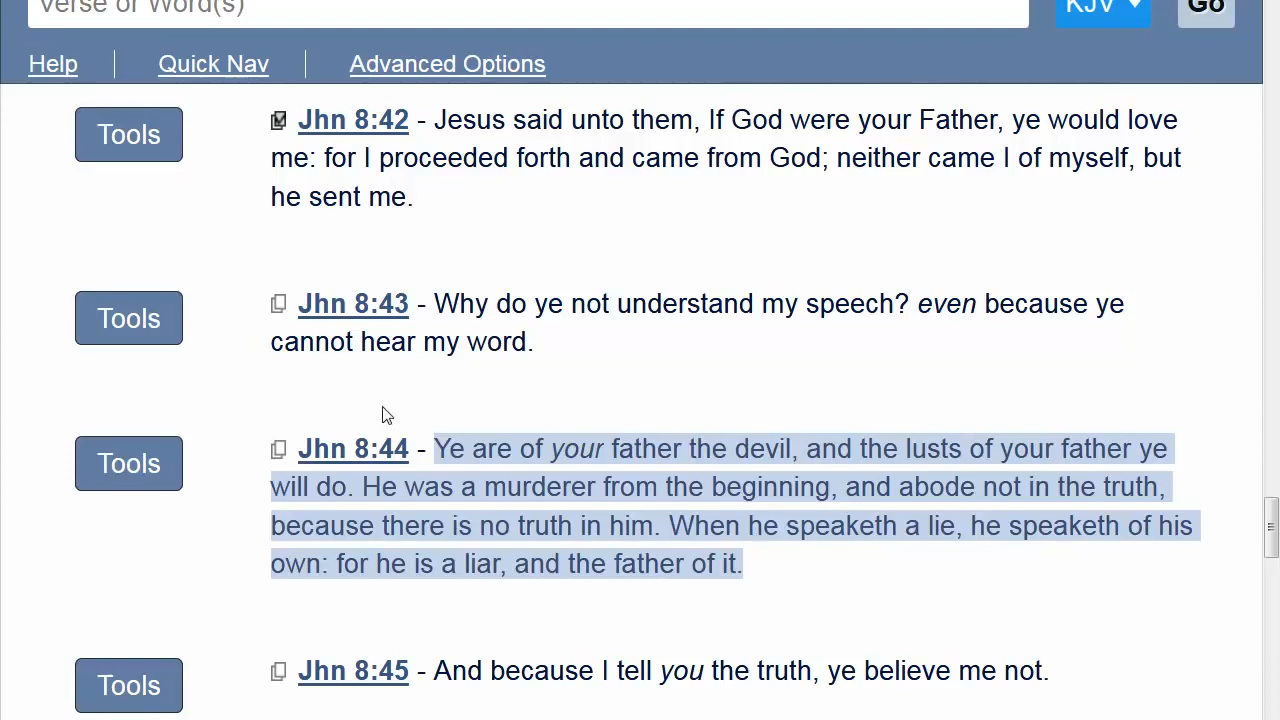 Verse or Word(s)
KJV
Go
Help
Quick Nav
Advanced Options
Tools
Jhn 8:42 - Jesus said unto them, If God were your Father, ye would love
me: for I proceeded forth and came from God; neither came I of myself, but
he sent me.
Tools
Jhn 8:43 - Why do ye not understand my speech? even because ye
cannot hear my word.
Tools
Jhn 8:44 - Ye are of your father the devil, and the lusts of your father ye
will do. He was a murderer from the beginning, and abode not in the truth,
because there is no truth in him. When he speaketh a lie, he speaketh of his
own: for he is a liar, and the father of it.
Tools
Jhn 8:45 - And because I tell you the truth, ye believe me not.